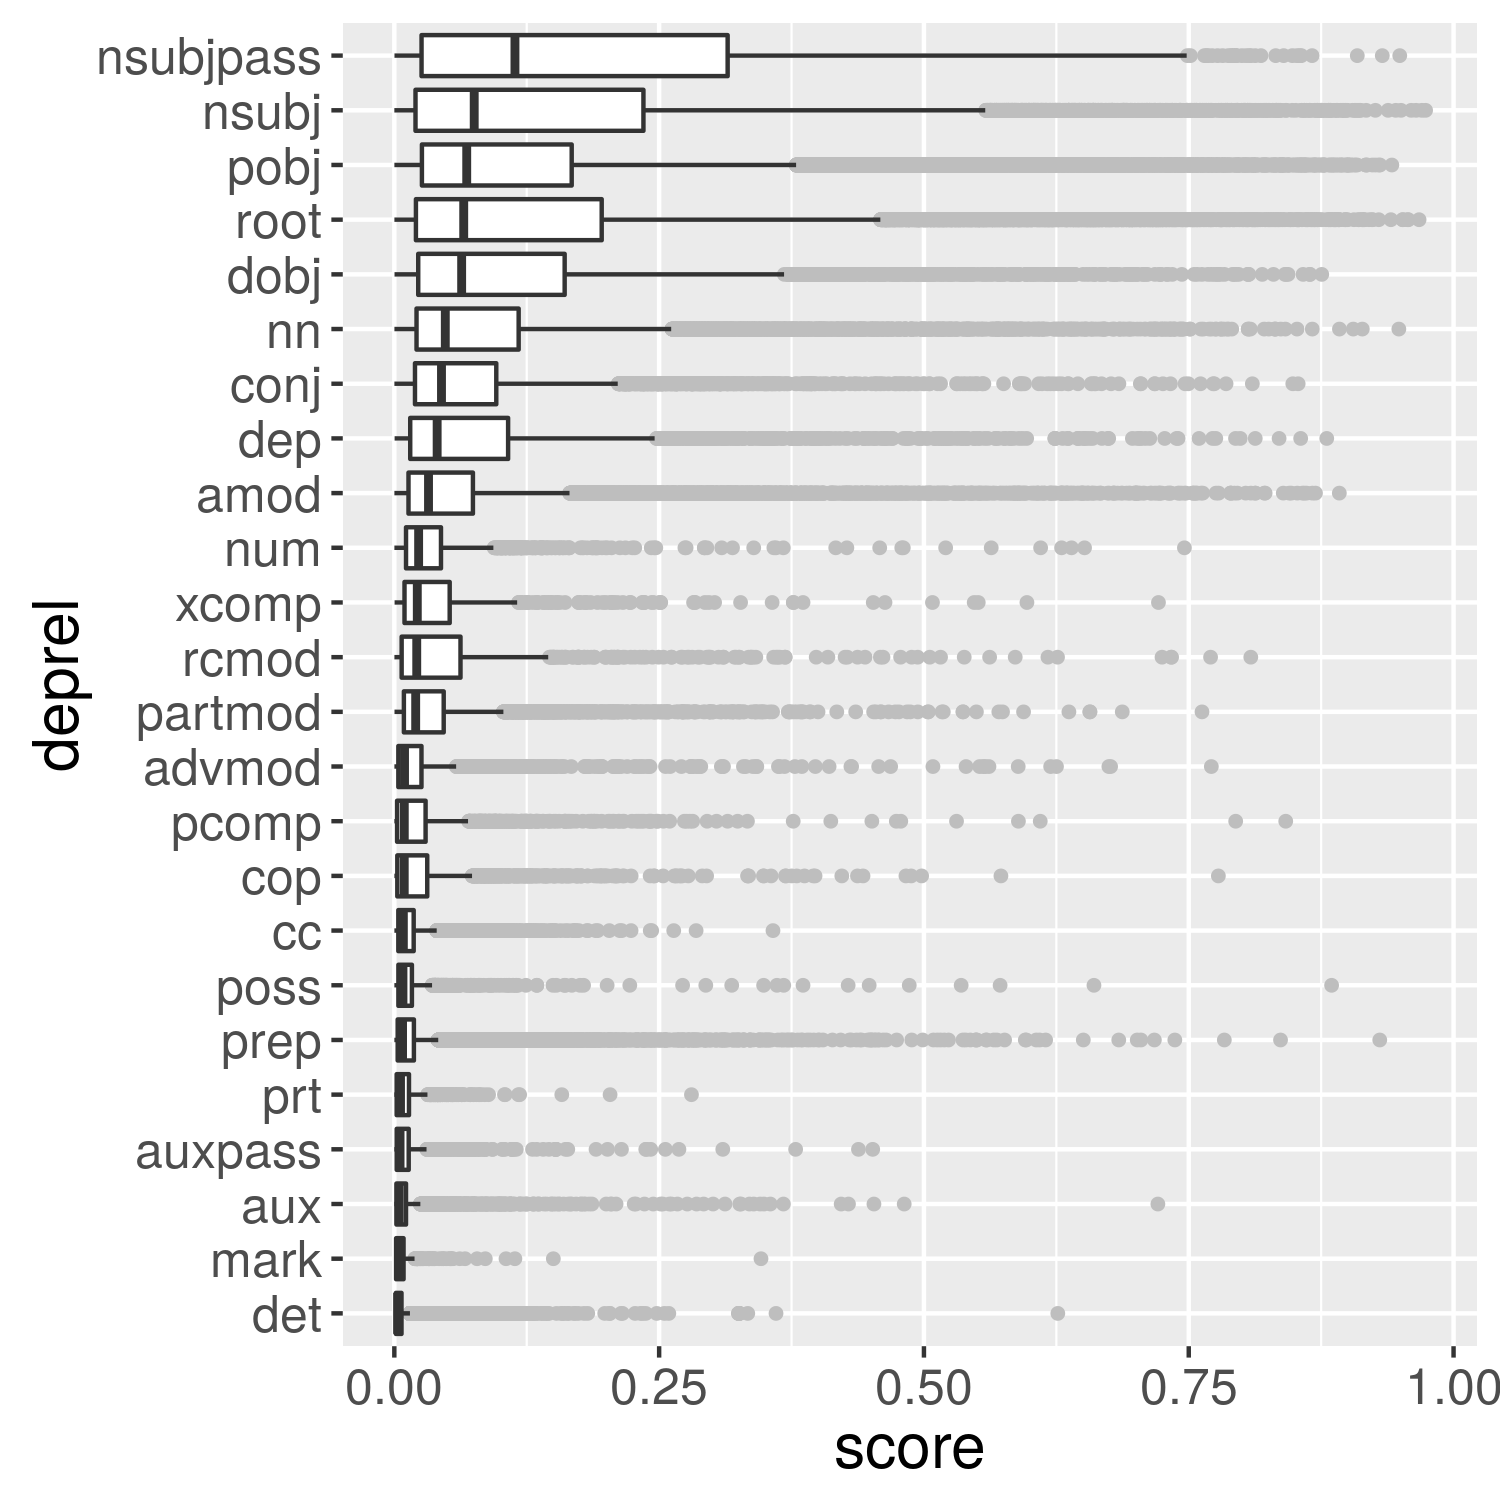 nsubjpass
nsubj
pobj
root
dobj
nn
conj
dep
amod
num
xcomp
rcmod
partmod
advmod
pcomp
cop
cc
poss
prep
prt
auxpass
aux
mark
det
deprel
0.00 0.25 0.50 0.75 1.00
score